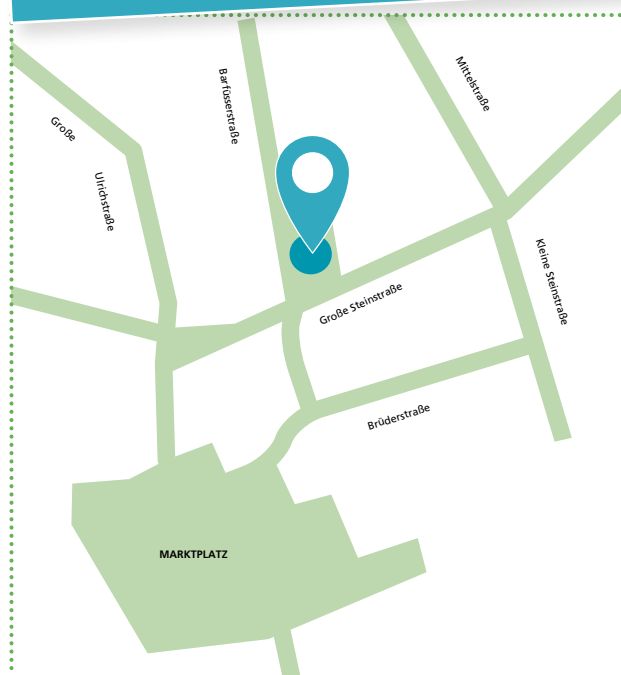 Große
Ulrichstraße
Barfüsserstraße
Mittelstraße
Kleine Steinstraße
Große Steinstraße
Brüderstraße
MARKTPLATZ